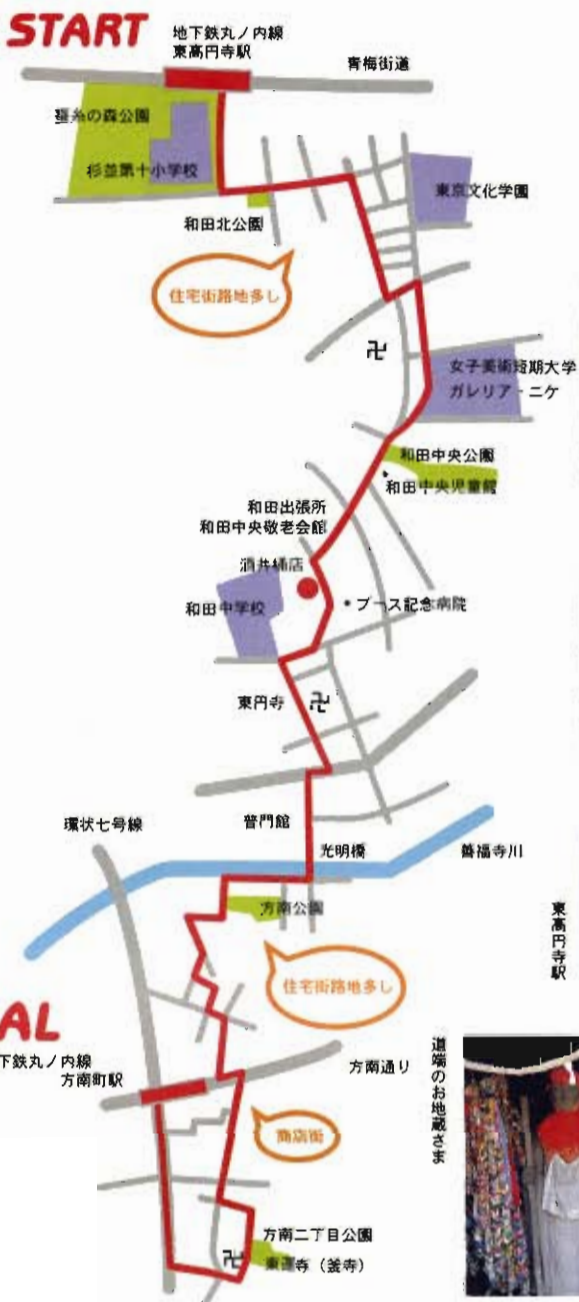 START
地下鉄丸ノ内線
東高円寺駅
青梅街道
蚕糸の森公園
杉並第十小学校
東京文化学園
和田北公園
住宅街路地多し
卍
女子美術短期大学
ガレリア・ニケ
和田中央公園
和田中央児童館
和田出張所
和田中央敬老会館
酒井桶店
和田中学校
ブース記念病院
東円寺
卍
環状七号線
普門館
光明橋
善福寺川
方南公園
東高円寺駅
住宅街路地多し
AL
下鉄丸ノ内線
方南町駅
方南通り
道端のお地蔵さま
商店街
方南二丁目公園
卍
東運寺（釜寺）